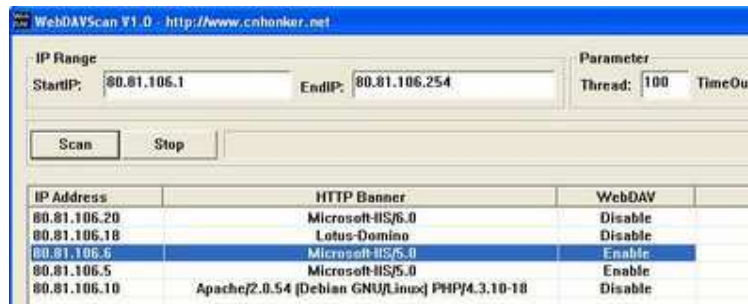 WebDAVScan V1.0 - http://www.cnhonker.net
IP Range
Parameter
StartIP: 80.81.106.1 EndIP: 80.81.106.254 Thread: 100 TimeOu
Scan Stop
IP Address HTTP Banner WebDAV
80.81.106.20 Microsoft-IIS/6.0 Disable
80.81.106.18 Lotus-Domino Disable
80.81.106.6 Microsoft-IIS/5.0 Enable
80.81.106.5 Microsoft-IIS/5.0 Enable
80.81.106.10 Apache/2.0.54 (Debian GNU/Linux) PHP/4.3.10-18 Disable